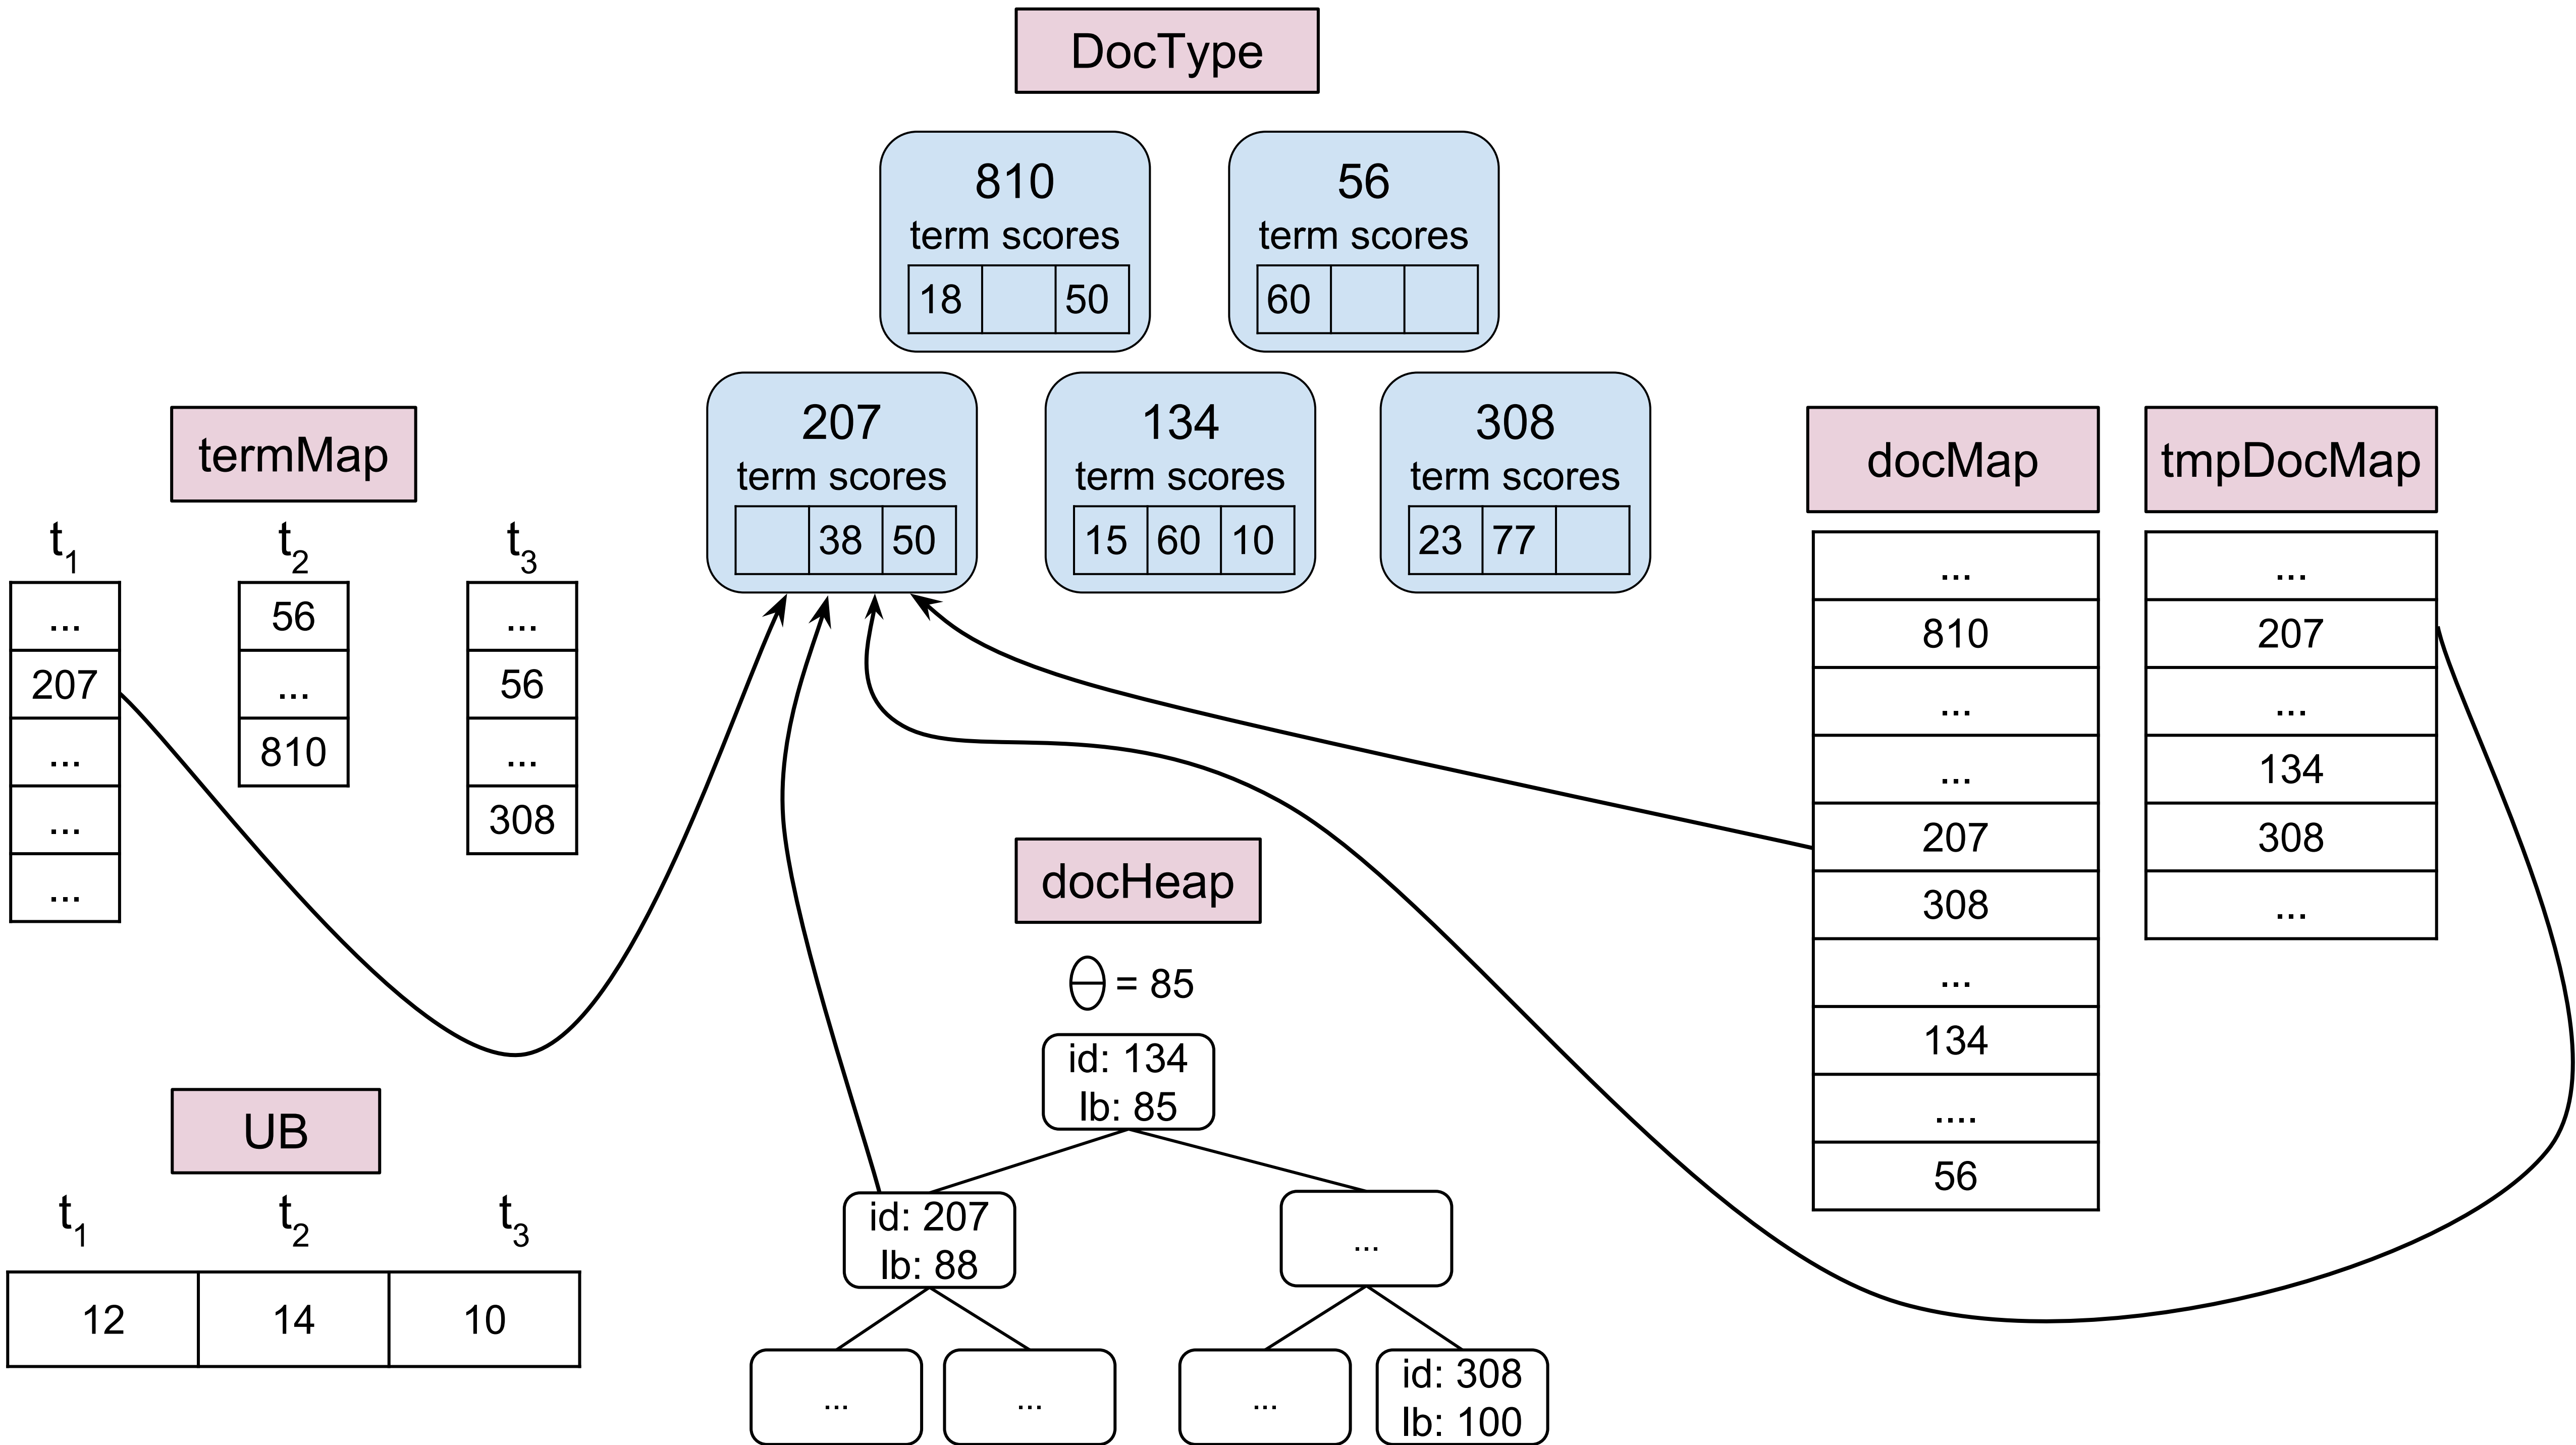 DocType
810
term scores
18 50
56
term scores
60
207
term scores
38 50
134
term scores
15 60 10
308
term scores
23 77
termMap
t1 t2 t3
...
207
...
...
...
56
...
810
...
56
...
308
UB
t1 t2 t3
12 14 10
docHeap
Θ = 85
id: 134
lb: 85
id: 207
lb: 88
...
...
...
...
id: 308
lb: 100
docMap
...
810
...
...
207
308
...
134
....
56
tmpDocMap
...
207
...
134
308
...